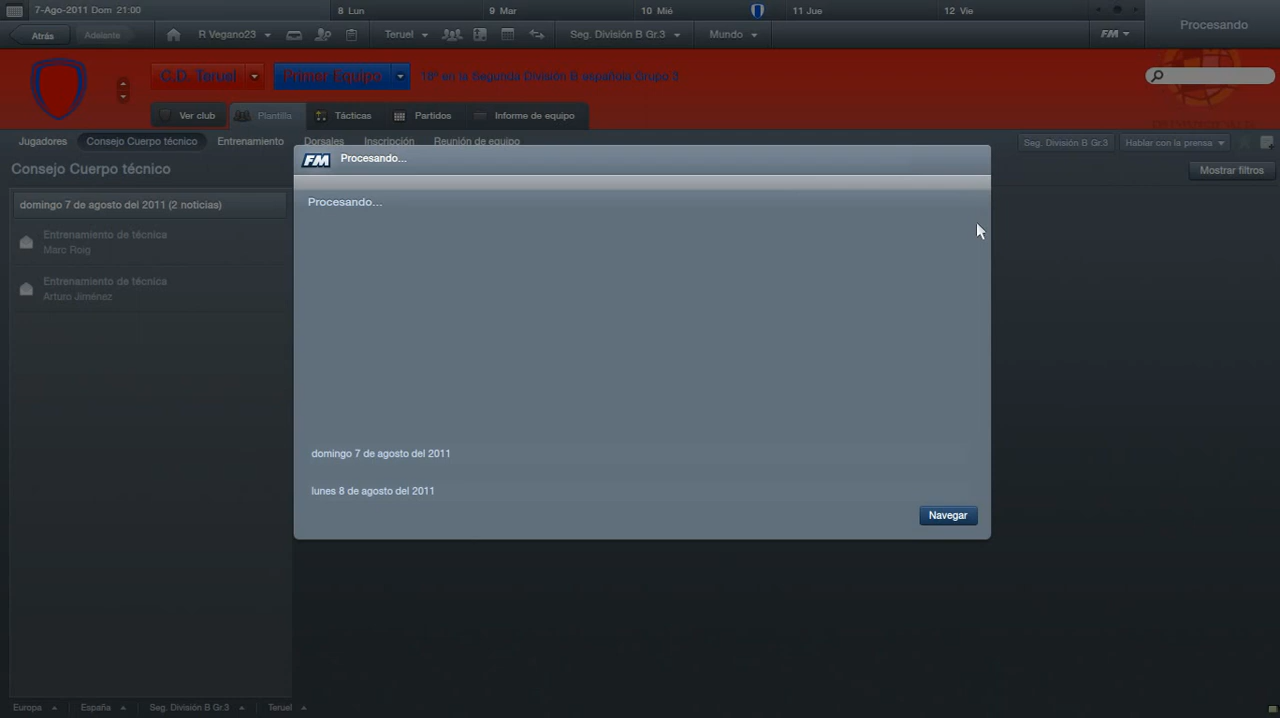 7-Ago-2011 Dom 21:00
8 Lun
9 Mar
10 Mié
11 Jue
12 Vie
Procesando
Atrás
Adelante
R Vegano23
Teruel
Seg. División B Gr.3
Mundo
FM
C.D. Teruel
Primer Equipo
18º en la Segunda División B española Grupo 3
Ver club
Plantilla
Tácticas
Partidos
Informe de equipo
Jugadores
Consejo Cuerpo técnico
Entrenamiento
Dorsales
Inscripción
Reunión de equipo
Seg. División B Gr.3
Hablar con la prensa
Consejo Cuerpo técnico
Mostrar filtros
domingo 7 de agosto del 2011 (2 noticias)
Entrenamiento de técnica
Marc Roig
Entrenamiento de técnica
Arturo Jiménez
FM Procesando...
Procesando...
domingo 7 de agosto del 2011
lunes 8 de agosto del 2011
Navegar
Europa
España
Seg. División B Gr.3
Teruel